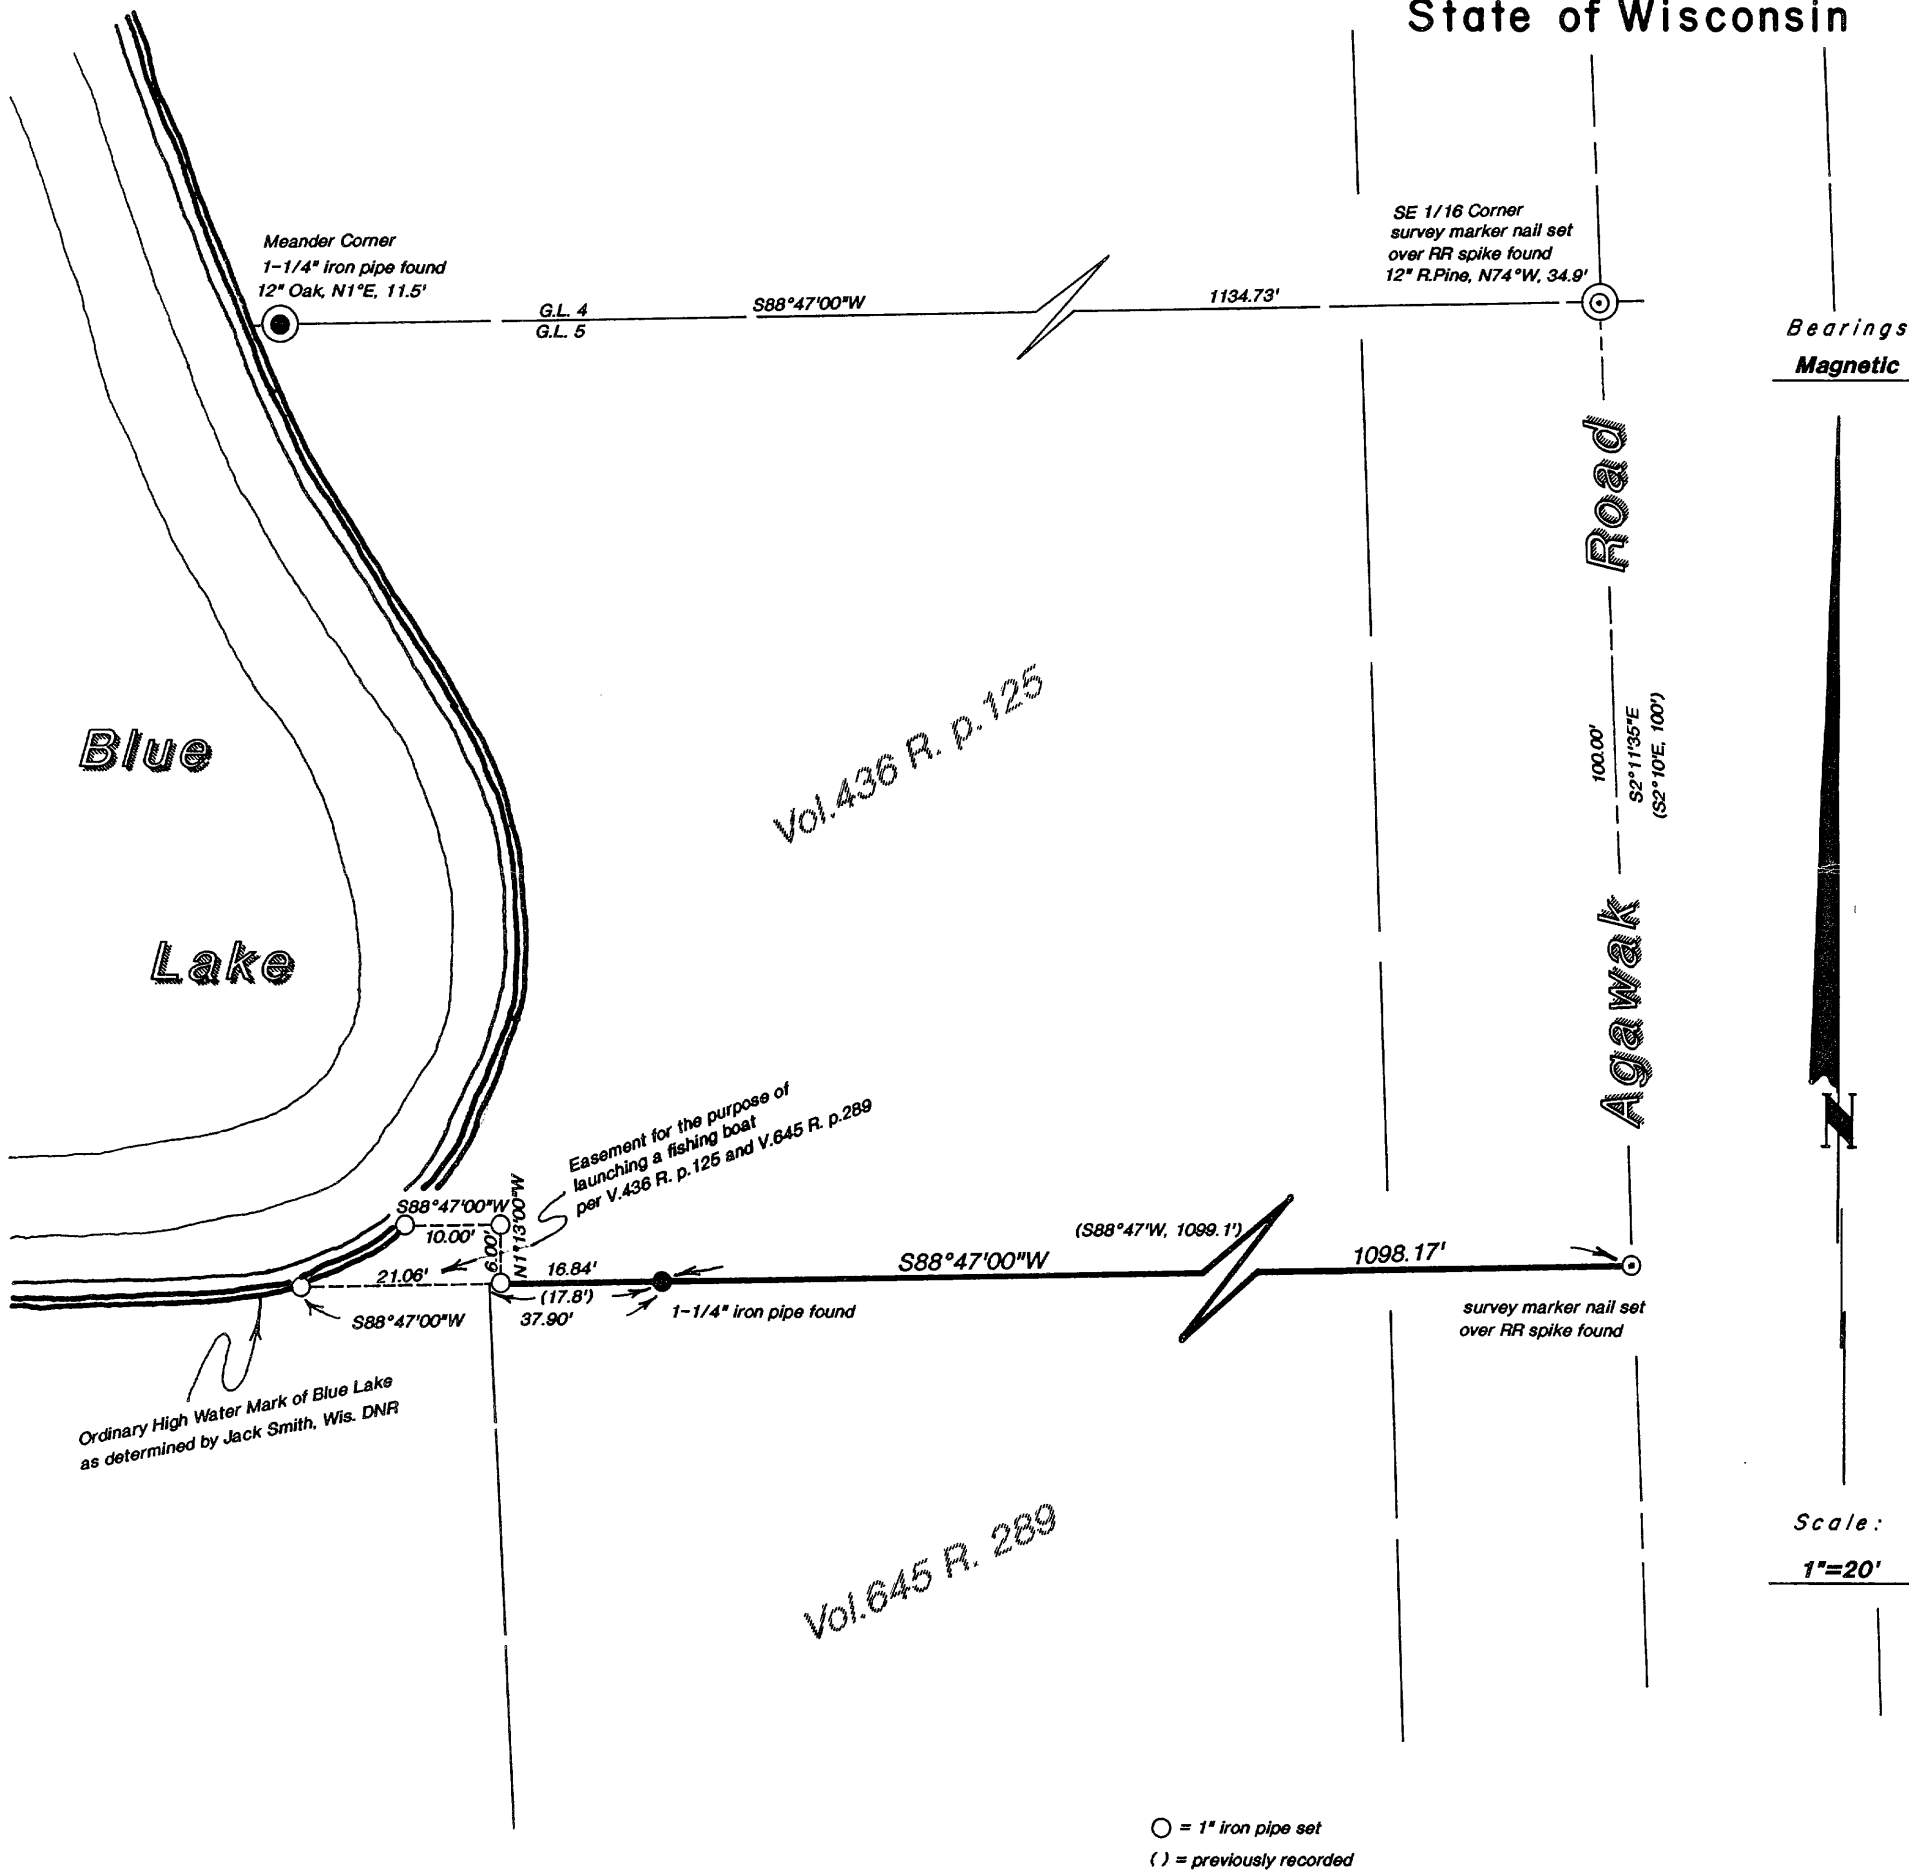 State of Wisconsin
Meander Corner
1-1/4" iron pipe found
12" Oak, N1°E, 11.5'
SE 1/16 Corner
survey marker nail set
over RR spike found
12" R.Pine, N74°W, 34.9'
G.L. 4
G.L. 5
S88°47'00"W
1134.73'
Bearings
Magnetic
Road
100.00'
S2°11'35"E
(S2°10'E, 100')
Agawak
Blue
Lake
Vol.436 R. p.125
N
Easement for the purpose of
launching a fishing boat
per V.436 R. p.125 and V.645 R. p.289
S88°47'00"W
10.00'
6.00'
N1°13'00"W
21.06'
16.84'
(17.8')
37.90'
S88°47'00"W
1-1/4" iron pipe found
S88°47'00"W
(S88°47'W, 1099.1')
1098.17'
survey marker nail set
over RR spike found
Ordinary High Water Mark of Blue Lake
as determined by Jack Smith, Wis. DNR
Vol.645 R. 289
Scale:
1"=20'
= 1" iron pipe set
( ) = previously recorded